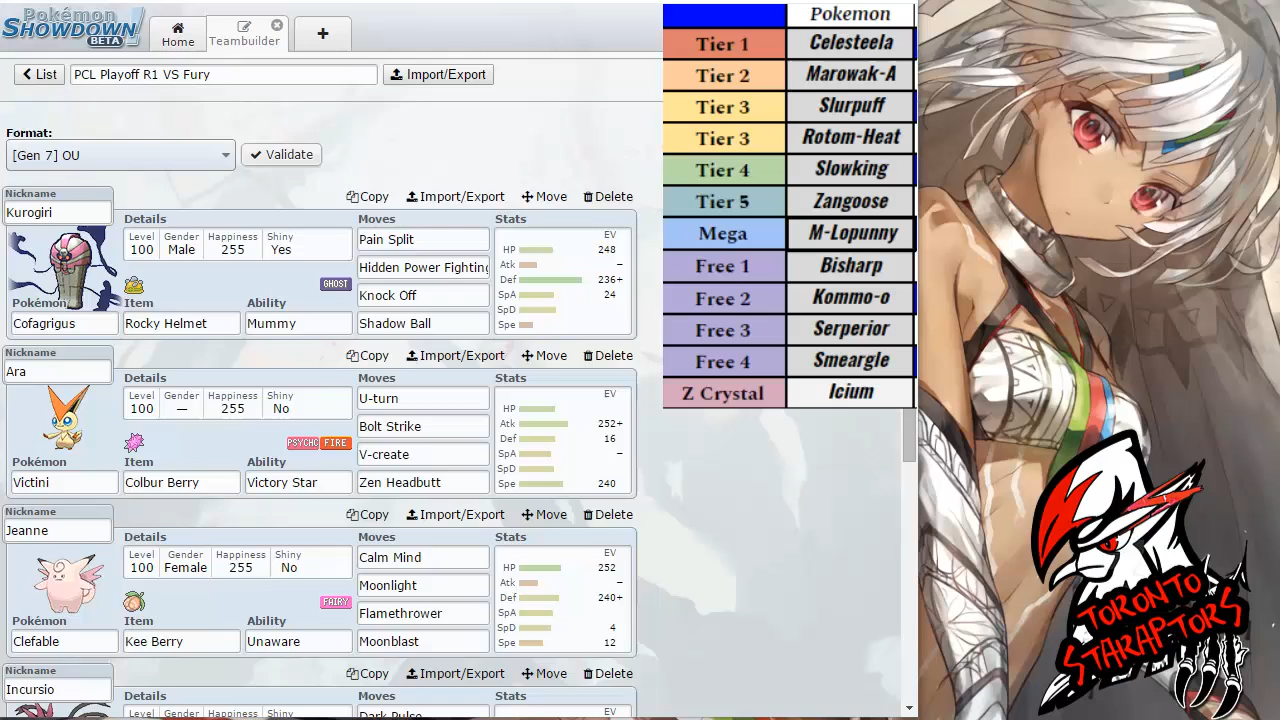 Pokémon
SHOWDOWN!
BETA
Home
Teambuilder
+
List
PCL Playoff R1 VS Fury
Import/Export
Format:
[Gen 7] OU
Validate
Nickname
Kurogiri
Copy Import/Export Move Delete
Details Moves Stats
Level Gender Happiness Shiny
100 Male 255 Yes
Pain Split
Hidden Power Fighting
Knock Off
Shadow Ball
EV
HP 248
Atk –
Def 236+
SpA 24
SpD
Spe
GHOST
Pokémon Item Ability
Cofagrigus Rocky Helmet Mummy
Nickname
Ara
Copy Import/Export Move Delete
Details Moves Stats
Level Gender Happiness Shiny
100 — 255 No
U-turn
Bolt Strike
V-create
Zen Headbutt
EV
HP
Atk 252+
Def 16
SpA –
SpD
Spe 240
PSYCHC FIRE
Pokémon Item Ability
Victini Colbur Berry Victory Star
Nickname
Jeanne
Copy Import/Export Move Delete
Details Moves Stats
Level Gender Happiness Shiny
100 Female 255 No
Calm Mind
Moonlight
Flamethrower
Moonblast
EV
HP 252
Atk –
Def 240+
SpA
SpD 4
Spe 12
FAIRY
Pokémon Item Ability
Clefable Kee Berry Unaware
Nickname
Incursio
Copy Import/Export Move Delete
Details Moves Stats
Level Gender Happiness Shiny
Dark Pulse
EV
Pokemon
Tier 1 Celesteela
Tier 2 Marowak-A
Tier 3 Slurpuff
Tier 3 Rotom-Heat
Tier 4 Slowking
Tier 5 Zangoose
Mega M-Lopunny
Free 1 Bisharp
Free 2 Kommo-o
Free 3 Serperior
Free 4 Smeargle
Z Crystal Icium
TORONTO
STARAPTORS